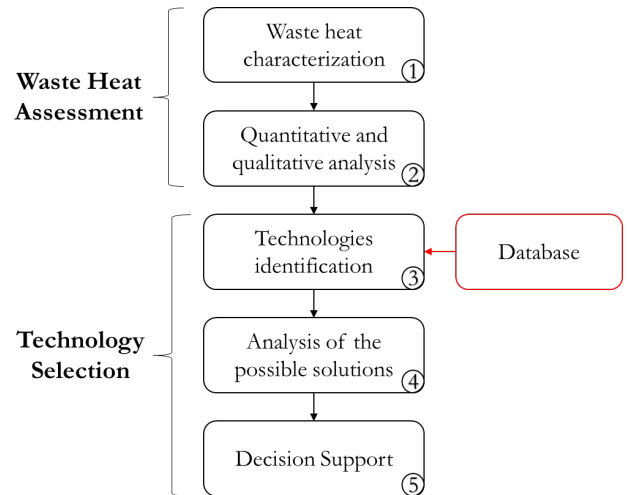 Waste Heat
Assessment
Waste heat
characterization
1
Quantitative and
qualitative analysis
2
Technology
Selection
Technologies
identification
3
Database
Analysis of the
possible solutions
4
Decision Support
5